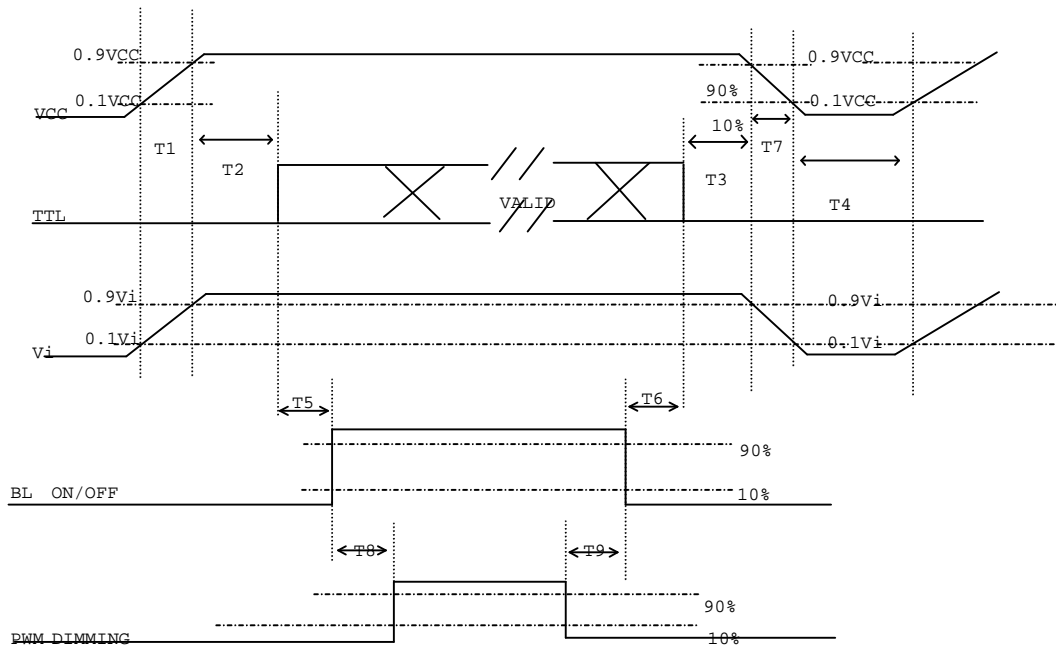 0.9VCC
0.9VCC
90%
0.1VCC
0.1VCC
VCC
10%
T1
T7
T2
T3
VALID
T4
TTL
0.9Vi
0.9Vi
0.1Vi
0.1Vi
Vi
T5
T6
90%
BL ON/OFF
10%
T8
T9
90%
PWM DIMMING
10%